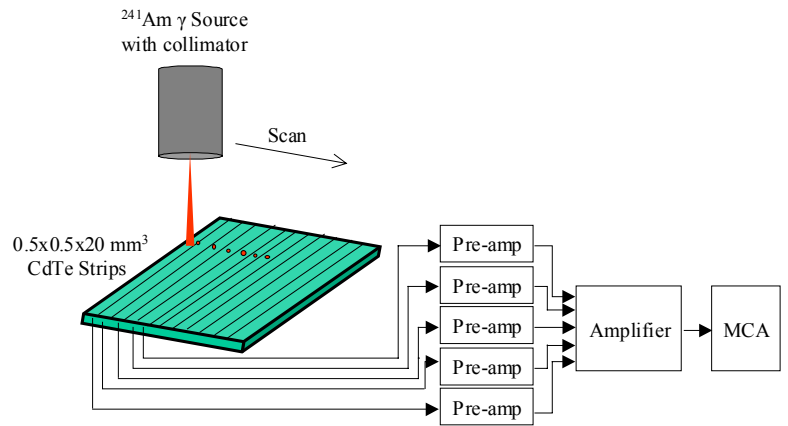 ²⁴¹Am γ Source
with collimator
Scan
0.5x0.5x20 mm³
CdTe Strips
Pre-amp
Pre-amp
Pre-amp
Pre-amp
Pre-amp
Amplifier
MCA